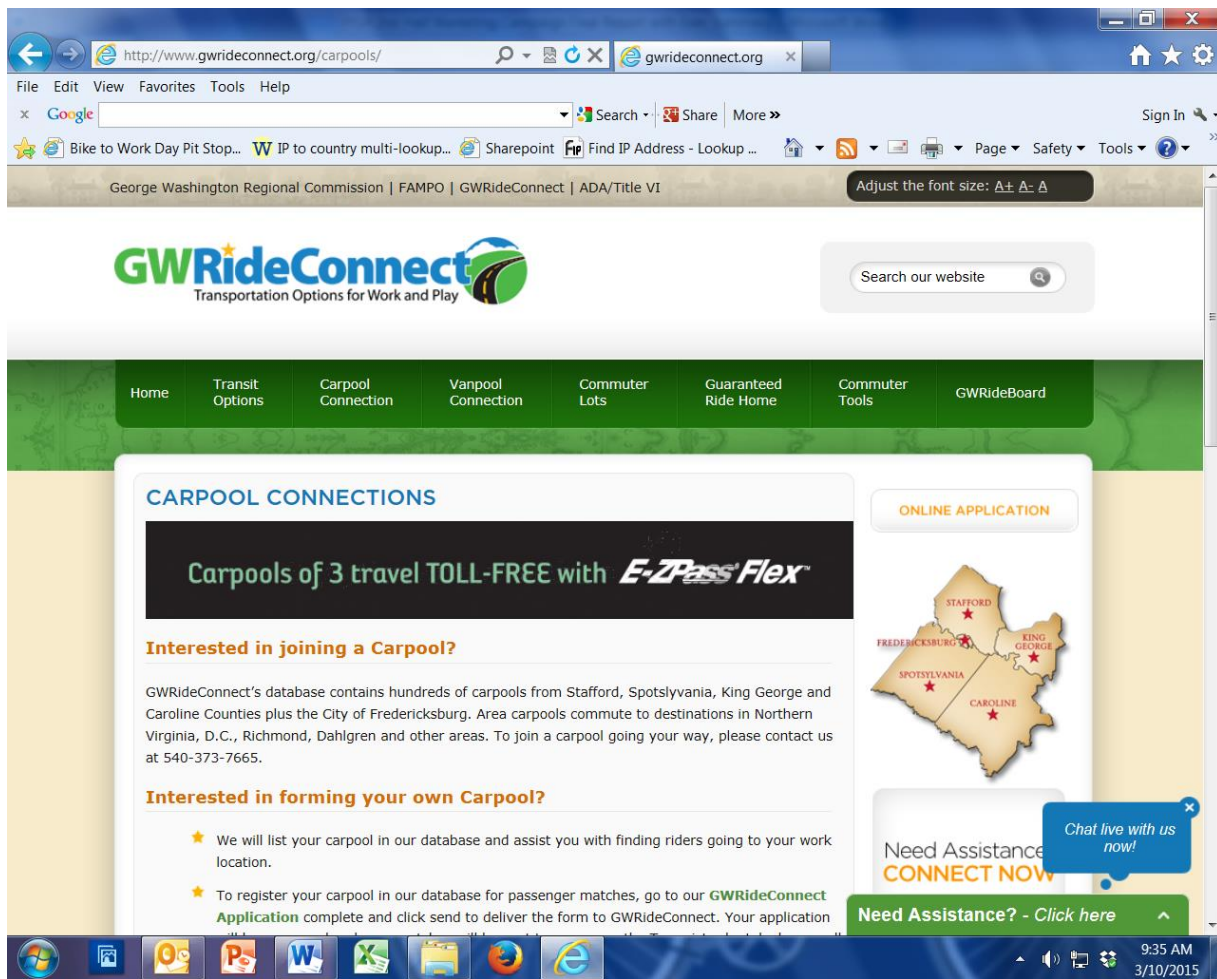 http://www.gwrideconnect.org/carpools/
gwrideconnect.org
File Edit View Favorites Tools Help
x Google Search Share More » Sign In
Bike to Work Day Pit Stop... W IP to country multi-lookup... Sharepoint FIP Find IP Address - Lookup ... Page Safety Tools
George Washington Regional Commission | FAMPO | GWRideConnect | ADA/Title VI
Adjust the font size: A+ A- A
GWRideConnect
Transportation Options for Work and Play
Search our website
Home
Transit Options
Carpool Connection
Vanpool Connection
Commuter Lots
Guaranteed Ride Home
Commuter Tools
GWRideBoard
CARPOOL CONNECTIONS
Carpools of 3 travel TOLL-FREE with E-ZPass Flex℠
Interested in joining a Carpool?
GWRideConnect's database contains hundreds of carpools from Stafford, Spotslyvania, King George and
Caroline Counties plus the City of Fredericksburg. Area carpools commute to destinations in Northern
Virginia, D.C., Richmond, Dahlgren and other areas. To join a carpool going your way, please contact us
at 540-373-7665.
Interested in forming your own Carpool?
We will list your carpool in our database and assist you with finding riders going to your work
location.
To register your carpool in our database for passenger matches, go to our GWRideConnect
Application complete and click send to deliver the form to GWRideConnect. Your application
ONLINE APPLICATION
STAFFORD
FREDERICKSBURG
KING
GEORGE
SPOTSYLVANIA
CAROLINE
Need Assistance
CONNECT NOW
Chat live with us
now!
Need Assistance? - Click here
9:35 AM
3/10/2015